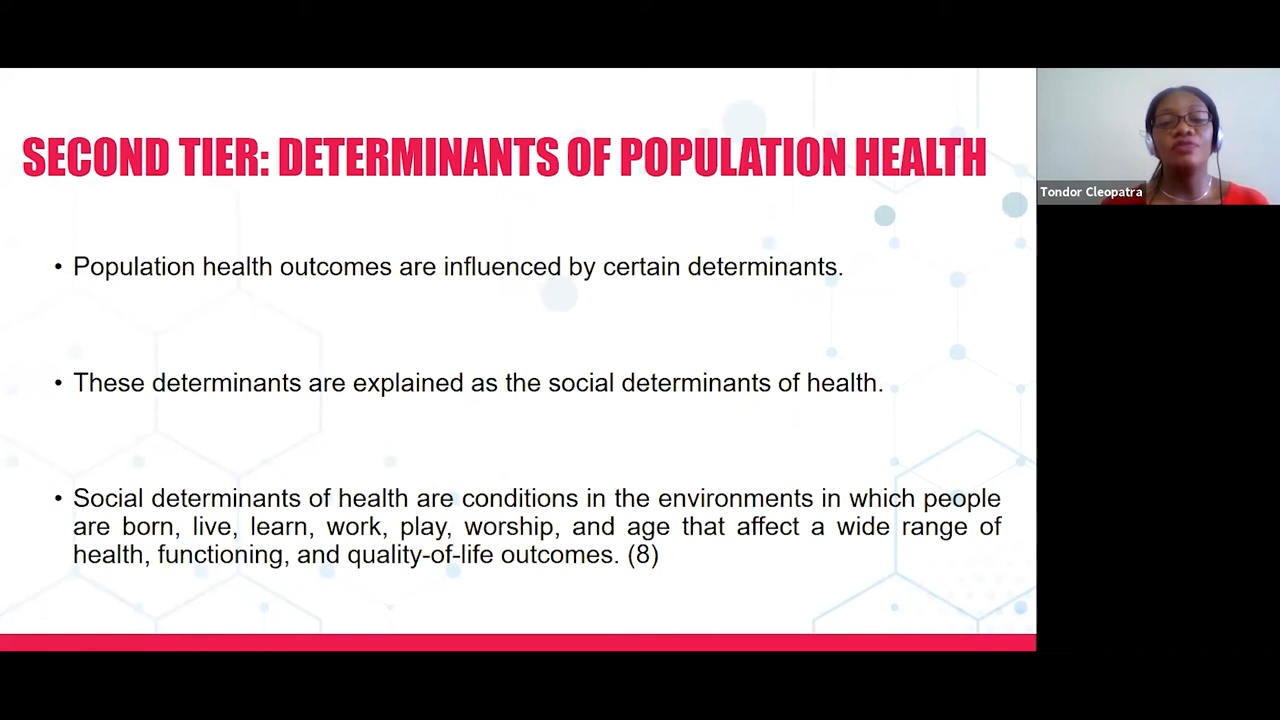 SECOND TIER: DETERMINANTS OF POPULATION HEALTH
Tondor Cleopatra
• Population health outcomes are influenced by certain determinants.
• These determinants are explained as the social determinants of health.
• Social determinants of health are conditions in the environments in which people
are born, live, learn, work, play, worship, and age that affect a wide range of
health, functioning, and quality-of-life outcomes. (8)